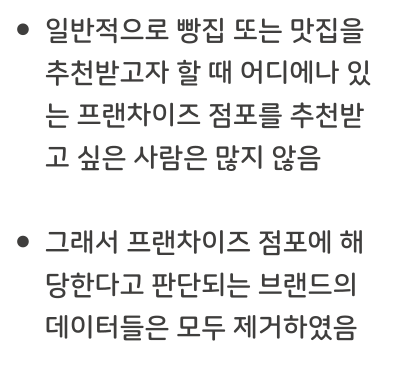 • 일반적으로 빵집 또는 맛집을
추천받고자 할 때 어디에나 있
는 프랜차이즈 점포를 추천받
고 싶은 사람은 많지 않음
• 그래서 프랜차이즈 점포에 해
당한다고 판단되는 브랜드의
데이터들은 모두 제거하였음